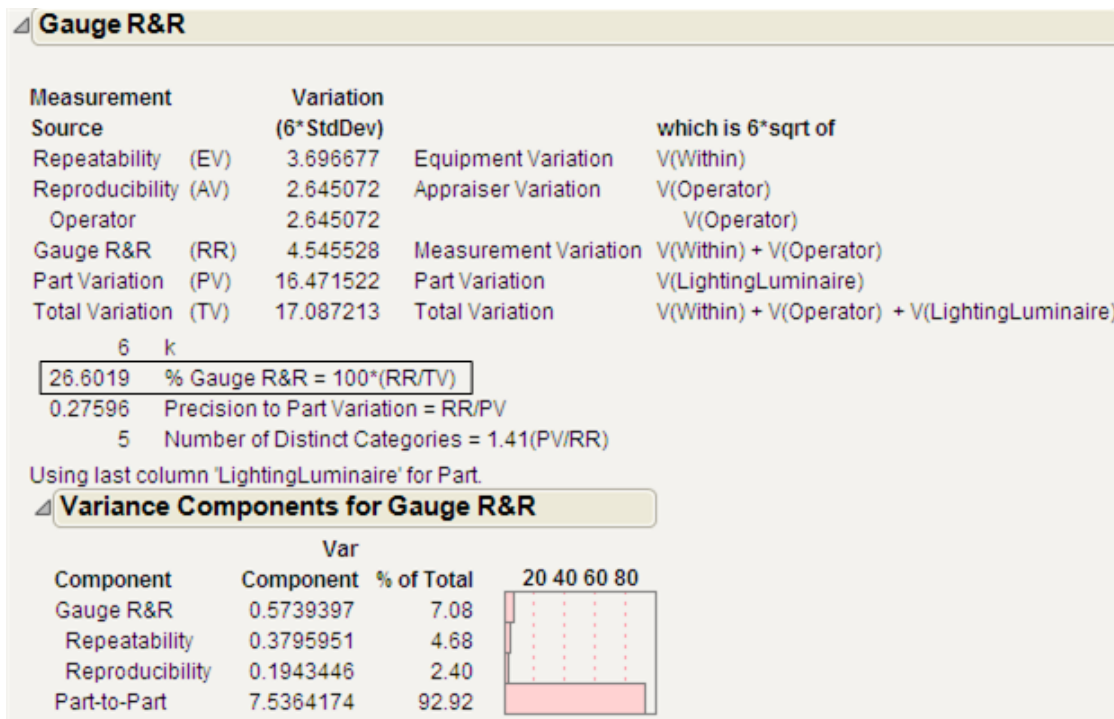 Gauge R&R
Measurement Variation
Source (6*StdDev) which is 6*sqrt of
Repeatability (EV) 3.696677 Equipment Variation V(Within)
Reproducibility (AV) 2.645072 Appraiser Variation V(Operator)
Operator 2.645072 V(Operator)
Gauge R&R (RR) 4.545528 Measurement Variation V(Within) + V(Operator)
Part Variation (PV) 16.471522 Part Variation V(LightingLuminaire)
Total Variation (TV) 17.087213 Total Variation V(Within) + V(Operator) + V(LightingLuminaire)
6 k
26.6019 % Gauge R&R = 100*(RR/TV)
0.27596 Precision to Part Variation = RR/PV
5 Number of Distinct Categories = 1.41(PV/RR)
Using last column 'LightingLuminaire' for Part.
Variance Components for Gauge R&R
Var
Component Component % of Total 20 40 60 80
Gauge R&R 0.5739397 7.08
Repeatability 0.3795951 4.68
Reproducibility 0.1943446 2.40
Part-to-Part 7.5364174 92.92